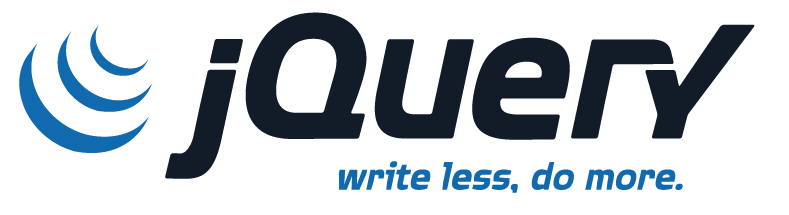 jQuery
write less, do more.